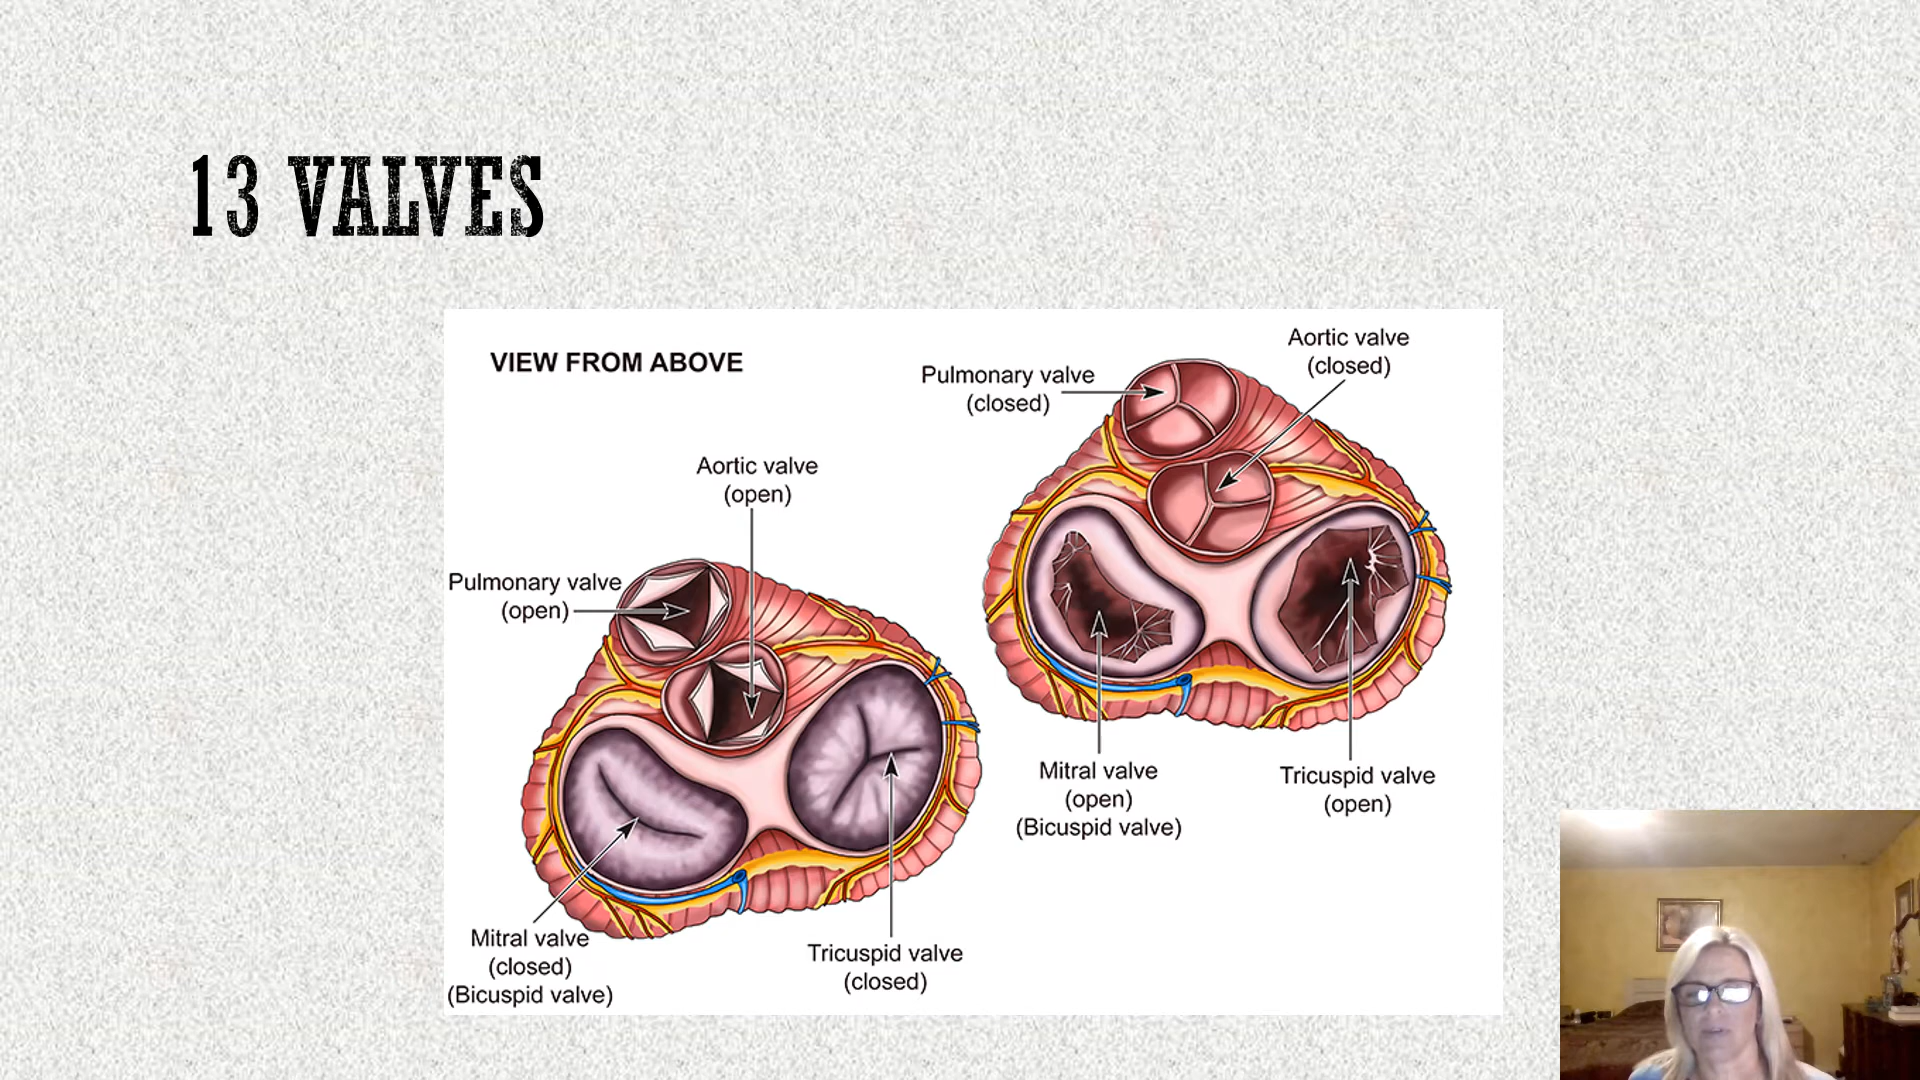 13 VALVES
VIEW FROM ABOVE
Aortic valve
(open)
Pulmonary valve
(open)
Mitral valve
(closed)
(Bicuspid valve)
Tricuspid valve
(closed)
Aortic valve
(closed)
Pulmonary valve
(closed)
Mitral valve
(open)
(Bicuspid valve)
Tricuspid valve
(open)